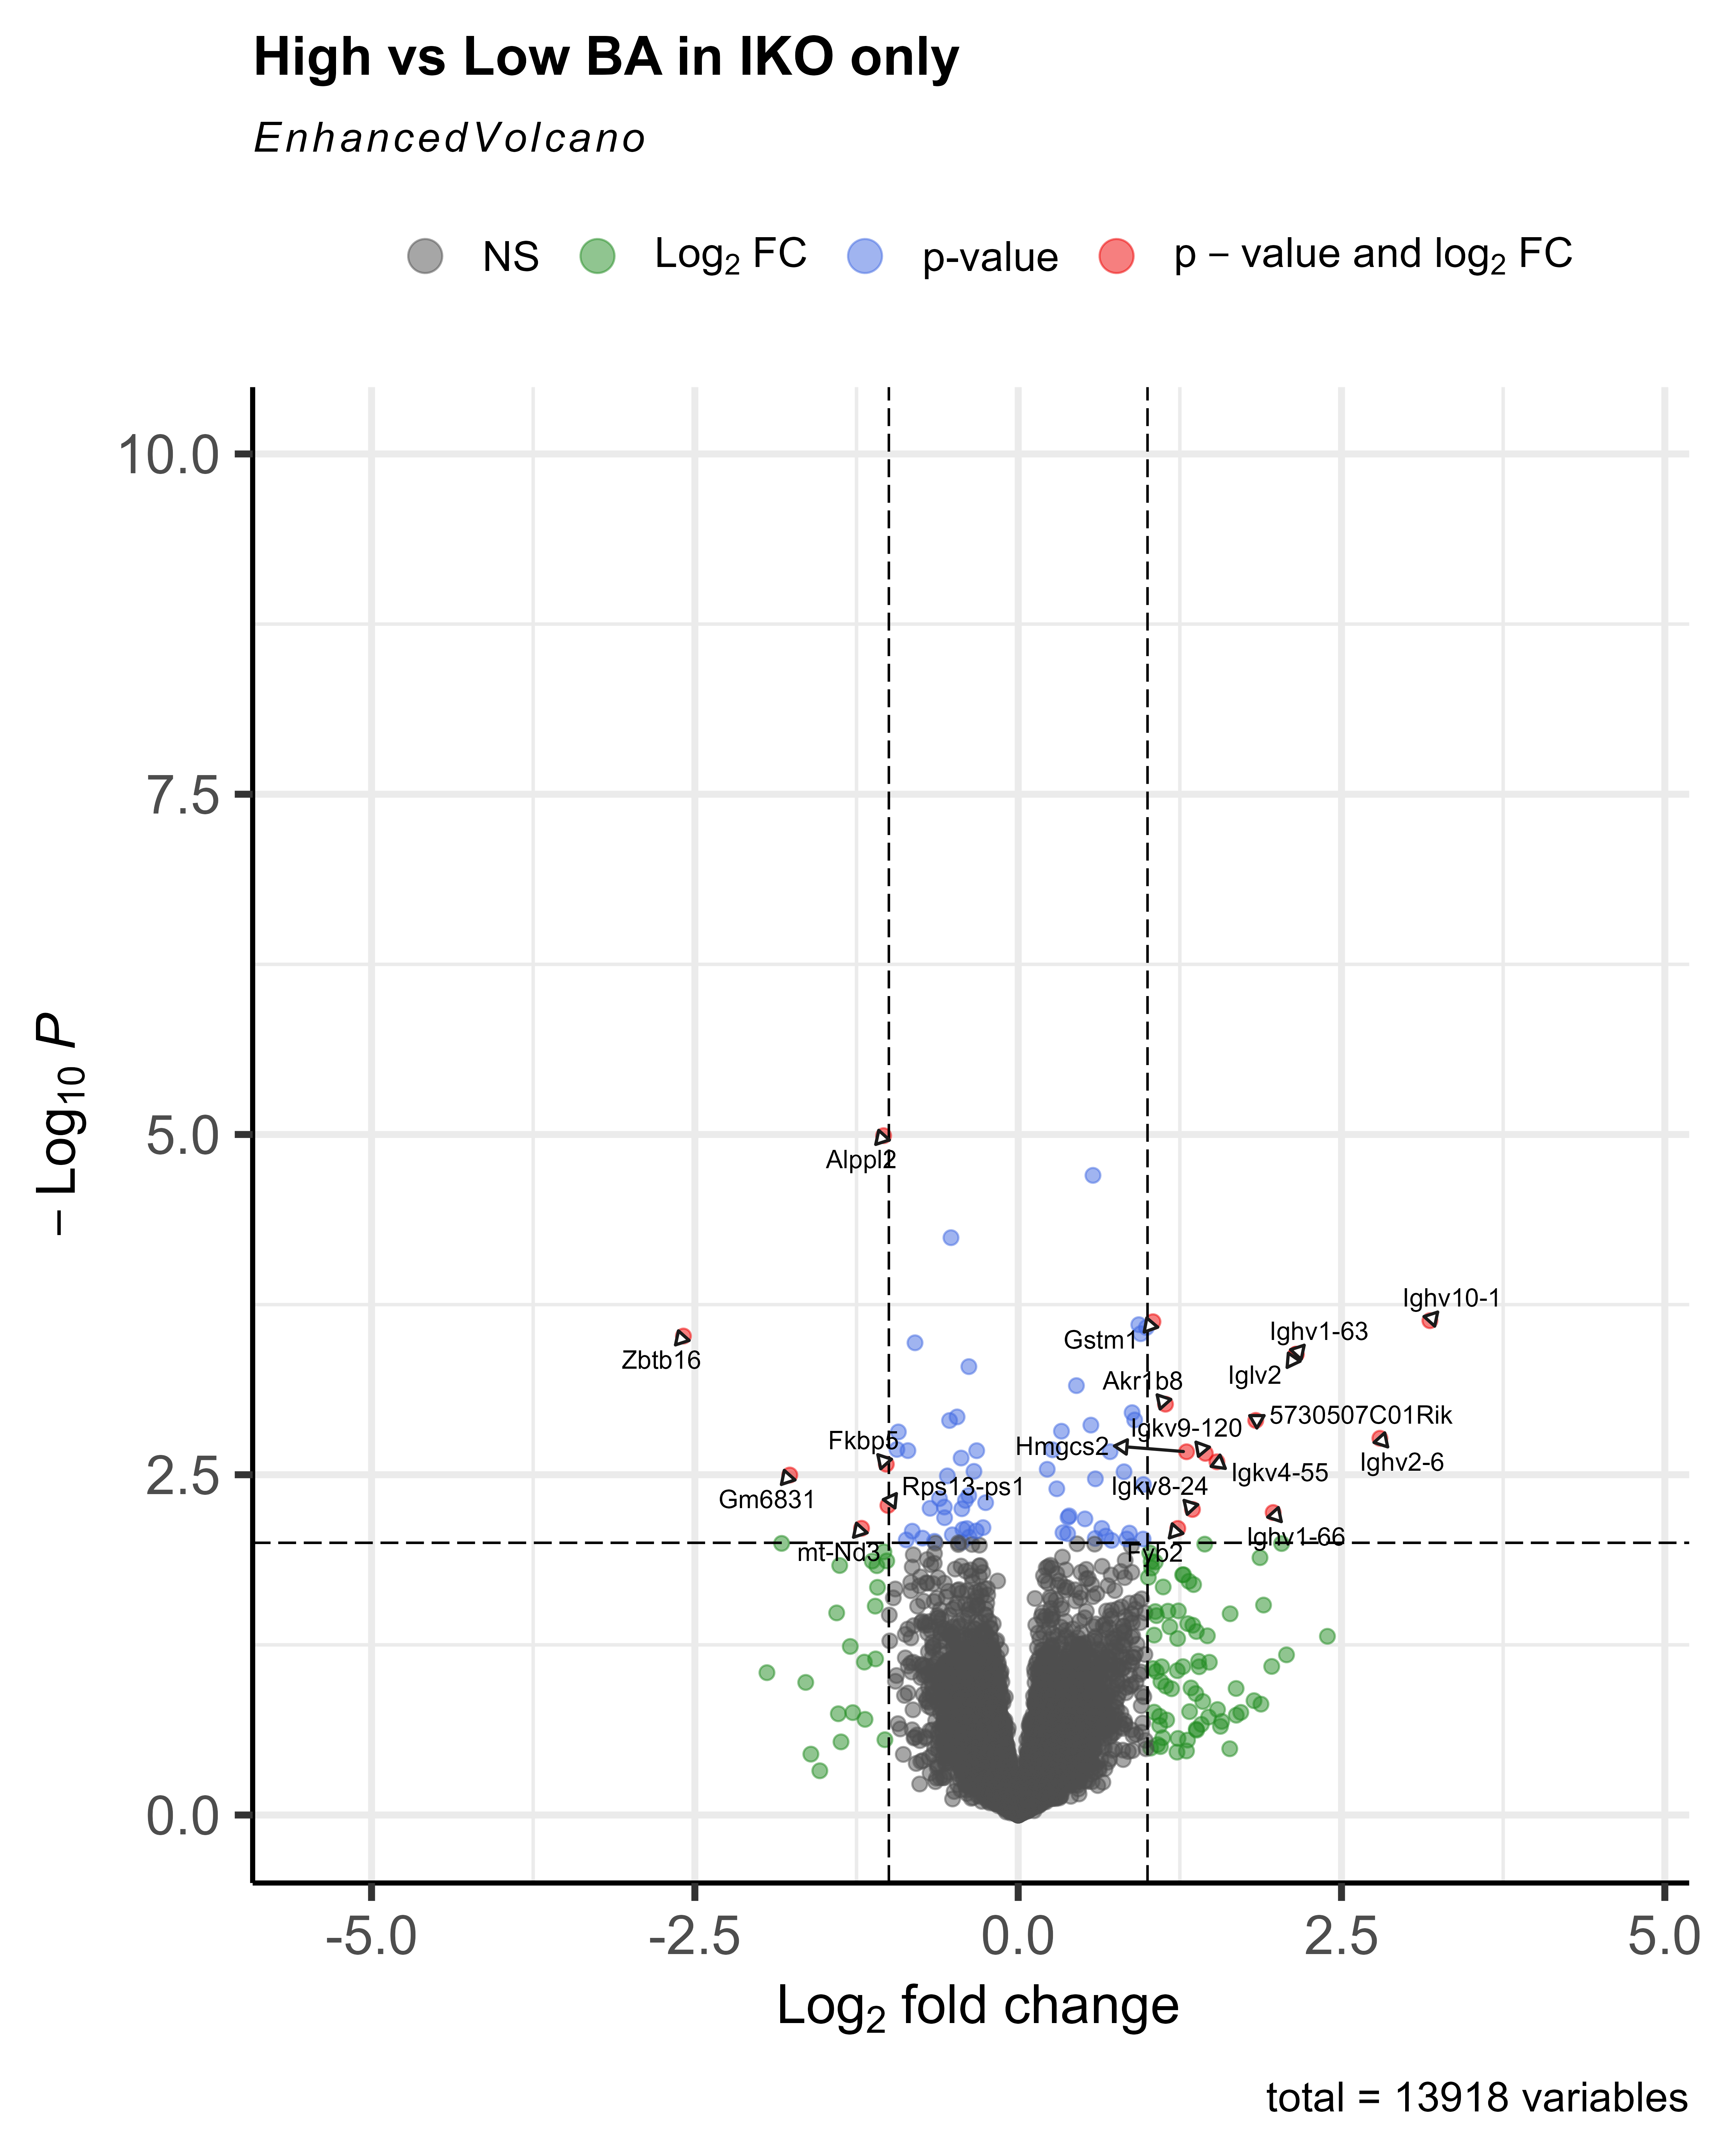 High vs Low BA in IKO only
EnhancedVolcano
NS Log2 FC p-value p − value and log2 FC
10.0
7.5
5.0
2.5
0.0
− Log10 P
Alppl2
Ighv10-1
Gstm1
Ighv1-63
Zbtb16
Iglv2
Akr1b8
5730507C01Rik
Igkv9-120
Fkbp5
Hmgcs2
Ighv2-6
Igkv4-55
Gm6831
Rps13-ps1
Igkv8-24
Ighv1-66
mt-Nd3
Fyb2
-5.0 -2.5 0.0 2.5 5.0
Log2 fold change
total = 13918 variables